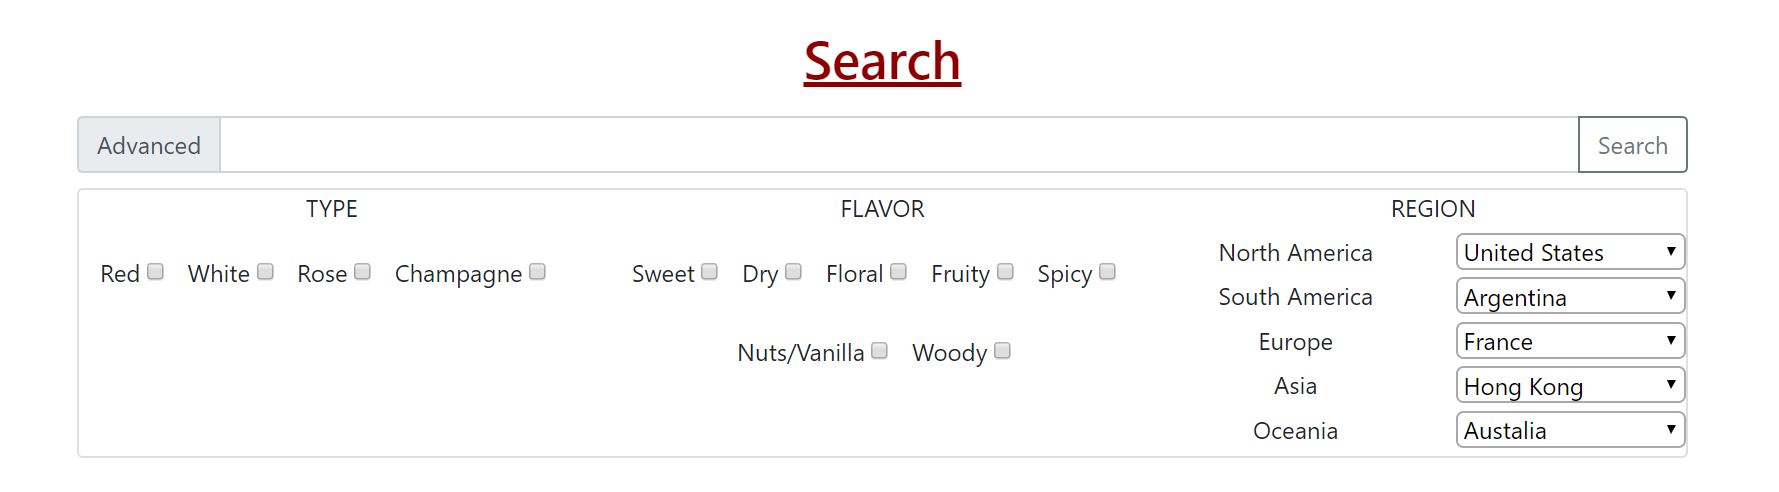 Search
Advanced Search
TYPE FLAVOR REGION
Red White Rose Champagne
Sweet Dry Floral Fruity Spicy
Nuts/Vanilla Woody
North America United States
South America Argentina
Europe France
Asia Hong Kong
Oceania Austalia